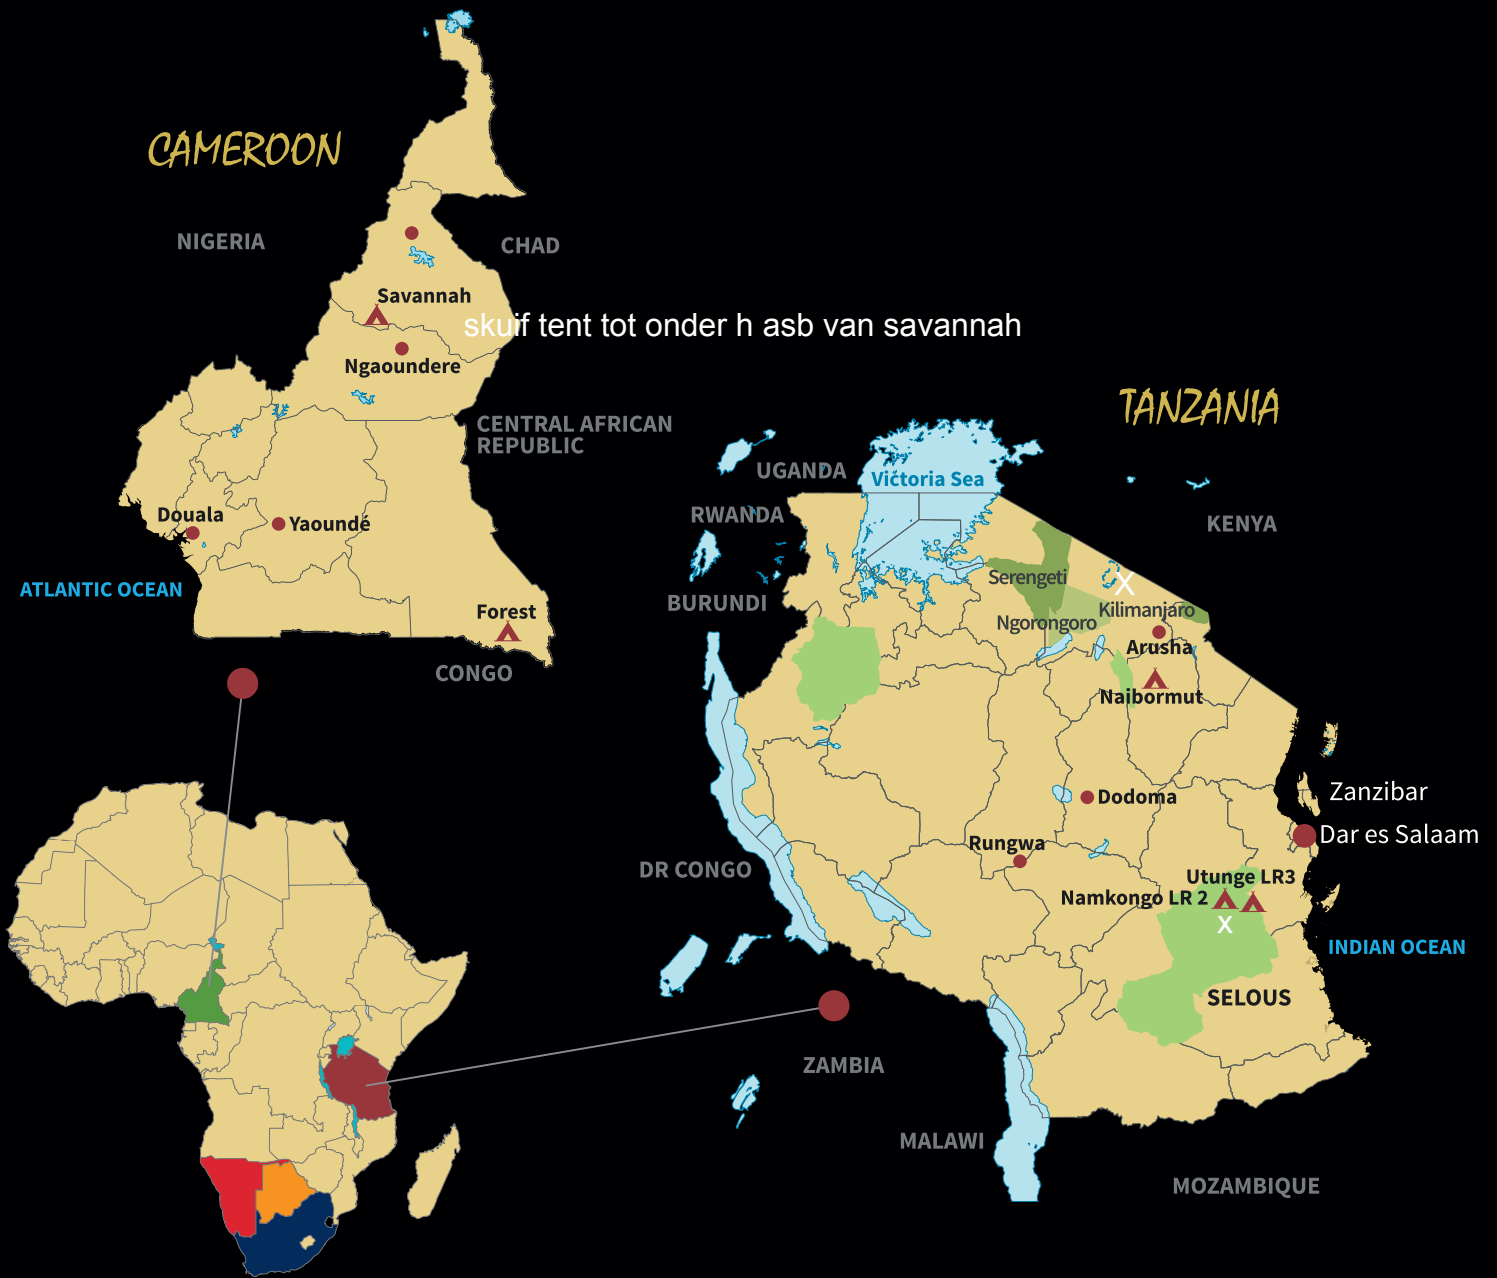 CAMEROON
NIGERIA
CHAD
Savannah
skuif tent tot onder h asb van savannah
Ngaoundere
CENTRAL AFRICAN
REPUBLIC
Douala
Yaoundé
ATLANTIC OCEAN
Forest
CONGO
TANZANIA
UGANDA
Victoria Sea
RWANDA
KENYA
Serengeti
X
BURUNDI
Kilimanjaro
Ngorongoro
Arusha
Naibormut
Zanzibar
Dodoma
Dar es Salaam
Rungwa
DR CONGO
Utunge LR3
Namkongo LR 2
X
INDIAN OCEAN
SELOUS
ZAMBIA
MALAWI
MOZAMBIQUE